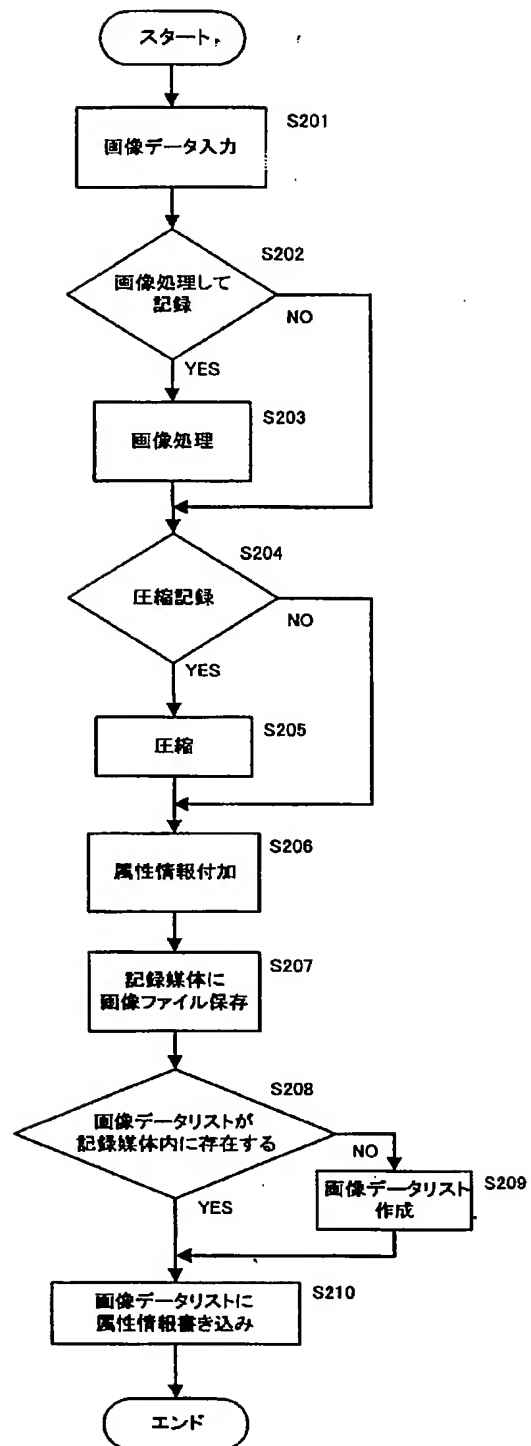 スタート
S201
画像データ入力
S202
画像処理して
記録
NO
YES
S203
画像処理
S204
圧縮記録
NO
YES
S205
圧縮
S206
属性情報付加
S207
記録媒体に
画像ファイル保存
S208
画像データリストが
記録媒体内に存在する
NO
YES
S209
画像データリスト
作成
S210
画像データリストに
属性情報書き込み
エンド